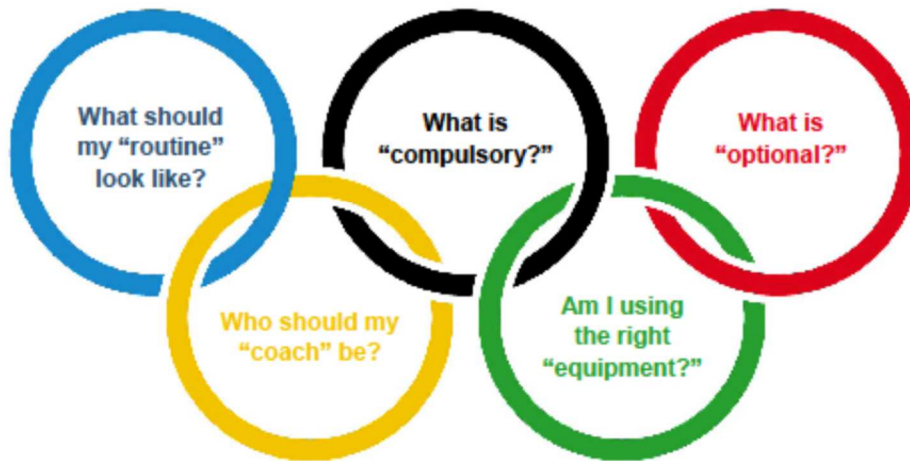 What should
my “routine”
look like?
What is
“compulsory?”
What is
“optional?”
Who should my
“coach” be?
Am I using
the right
“equipment?”